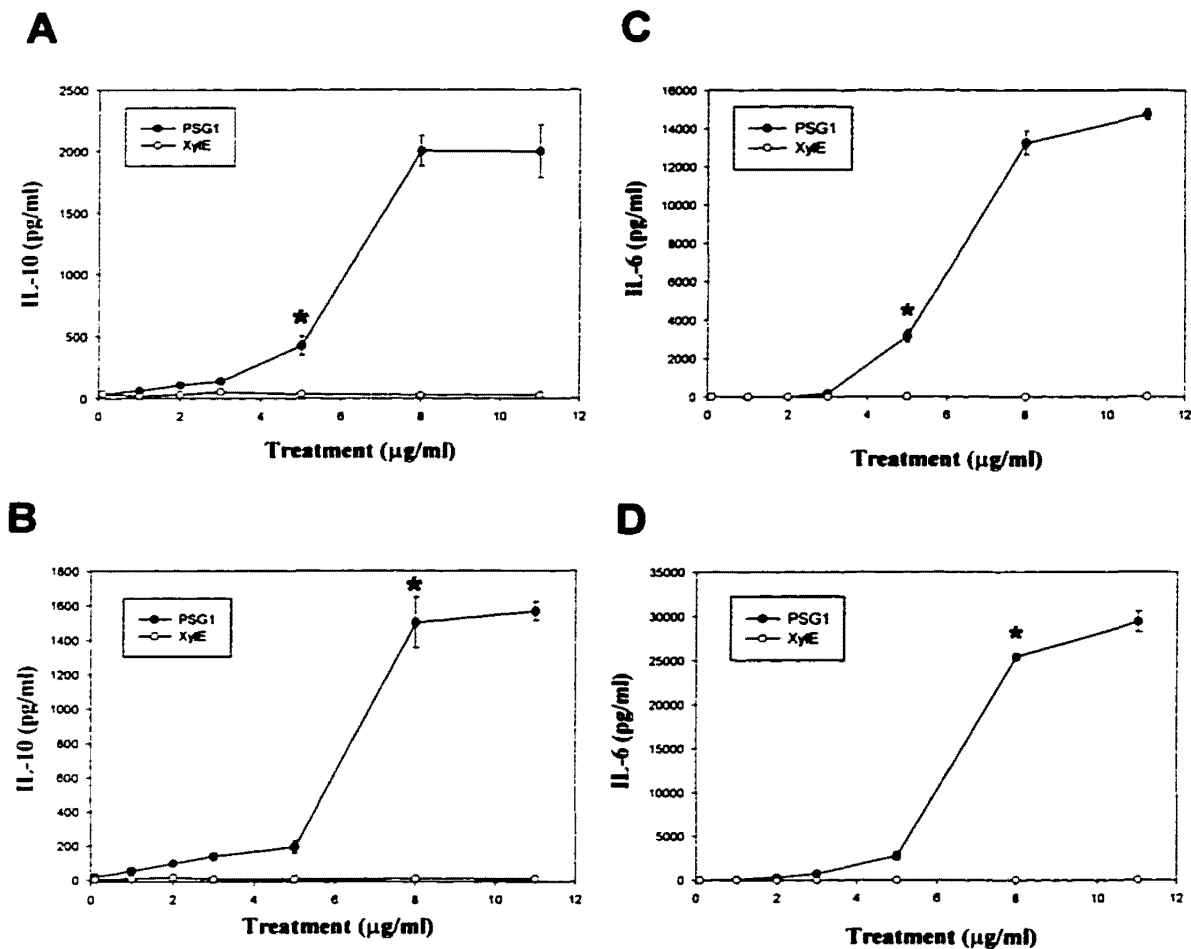 A
2500
2000
1500
1000
500
0
IL-10 (pg/ml)
PSG1
XylE
*
0 2 4 6 8 10 12
Treatment (μg/ml)
B
1800
1600
1400
1200
1000
800
600
400
200
0
IL-10 (pg/ml)
PSG1
XylE
*
0 2 4 6 8 10 12
Treatment (μg/ml)
C
16000
14000
12000
10000
8000
6000
4000
2000
0
IL-6 (pg/ml)
PSG1
XylE
*
0 2 4 6 8 10 12
Treatment (μg/ml)
D
35000
30000
25000
20000
15000
10000
5000
0
IL-6 (pg/ml)
PSG1
XylE
*
0 2 4 6 8 10 12
Treatment (μg/ml)